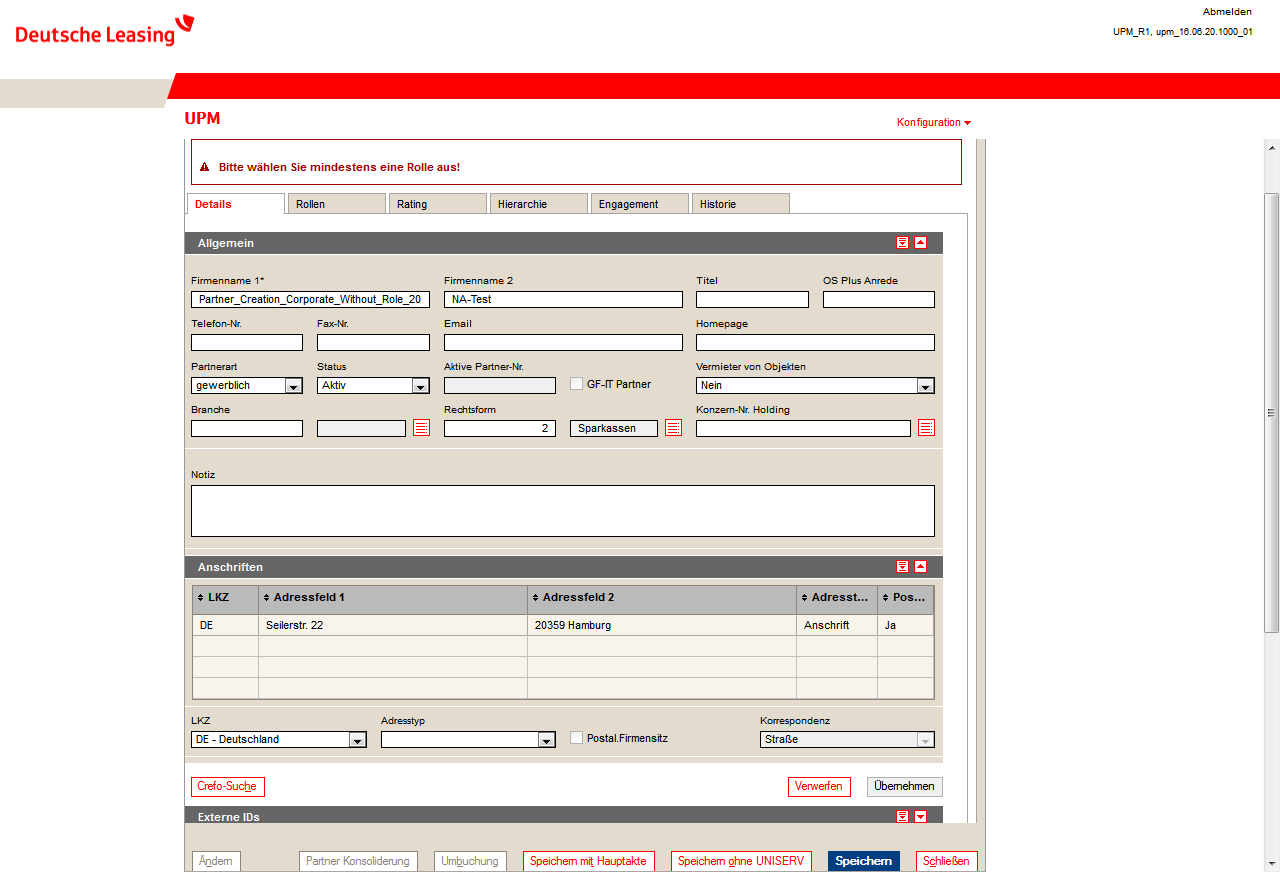 Deutsche Leasing
Abmelden
UPM_R1, upm_16.06.20.1000_01
UPM
Konfiguration
Bitte wählen Sie mindestens eine Rolle aus!
Details Rollen Rating Hierarchie Engagement Historie
Allgemein
Firmenname 1* Firmenname 2 Titel OS Plus Anrede
Partner_Creation_Corporate_Without_Role_20 NA-Test
Telefon-Nr. Fax-Nr. Email Homepage
Partnerart Status Aktive Partner-Nr. Vermieter von Objekten
gewerblich Aktiv GF-IT Partner Nein
Branche Rechtsform Konzern-Nr. Holding
2 Sparkassen
Notiz
Anschriften
LKZ Adressfeld 1 Adressfeld 2 Adresst... Pos...
DE Seilerstr. 22 20359 Hamburg Anschrift Ja
LKZ Adresstyp Korrespondenz
DE - Deutschland Postal.Firmensitz Straße
Crefo-Suche Verwerfen Übernehmen
Externe IDs
Ändern Partner Konsolidierung Umbuchung Speichern mit Hauptakte Speichern ohne UNISERV Speichern Schließen